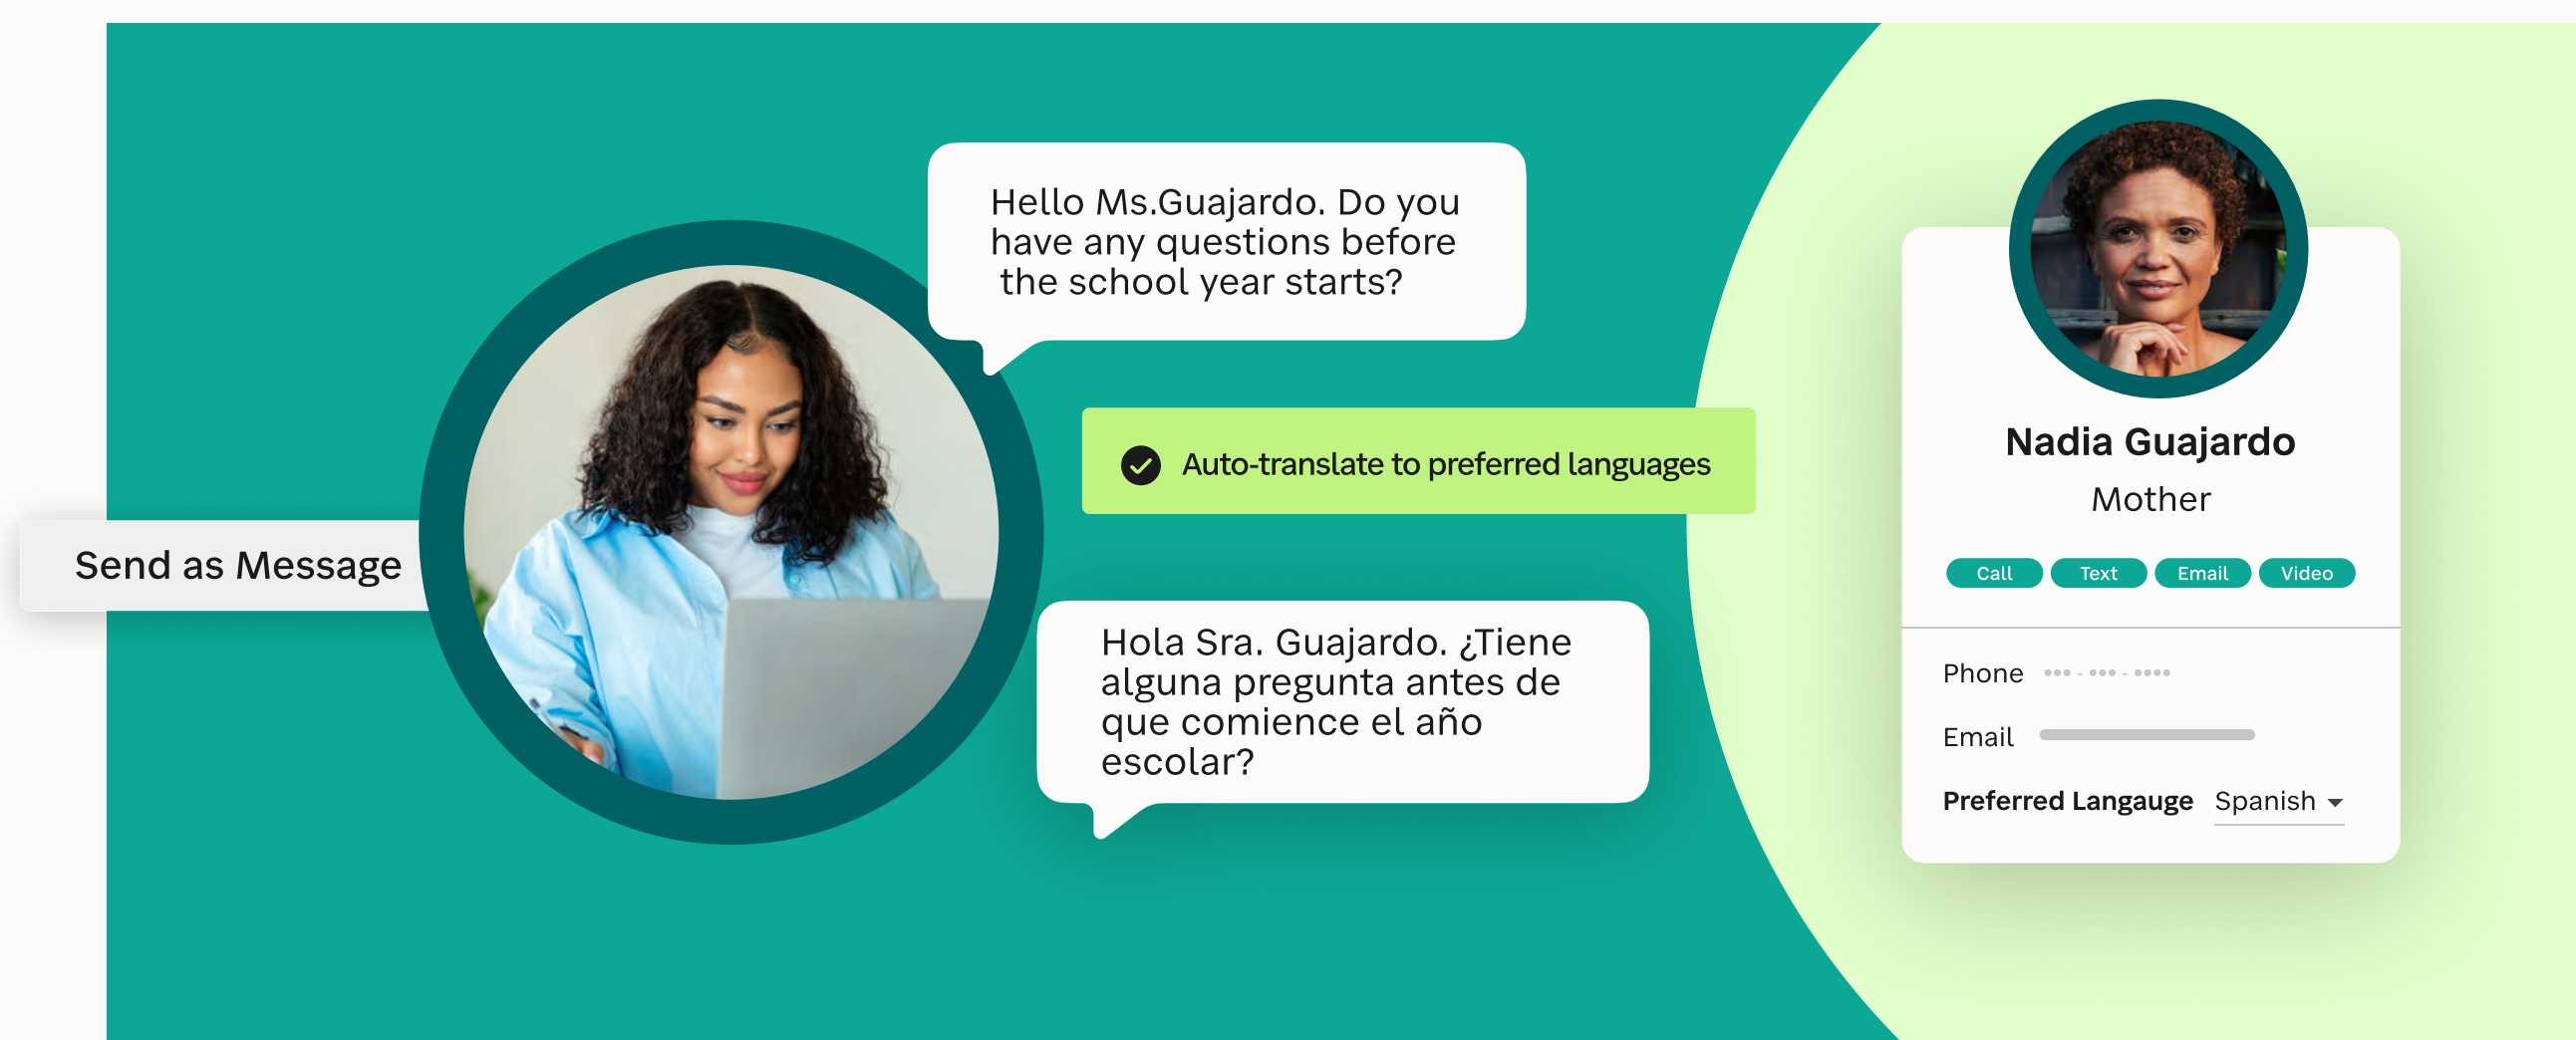 Send as Message
Hello Ms.Guajardo. Do you
have any questions before
the school year starts?
Auto-translate to preferred languages
Hola Sra. Guajardo. ¿Tiene
alguna pregunta antes de
que comience el año
escolar?
Nadia Guajardo
Mother
Call Text Email Video
Phone
Email
Preferred Langauge Spanish